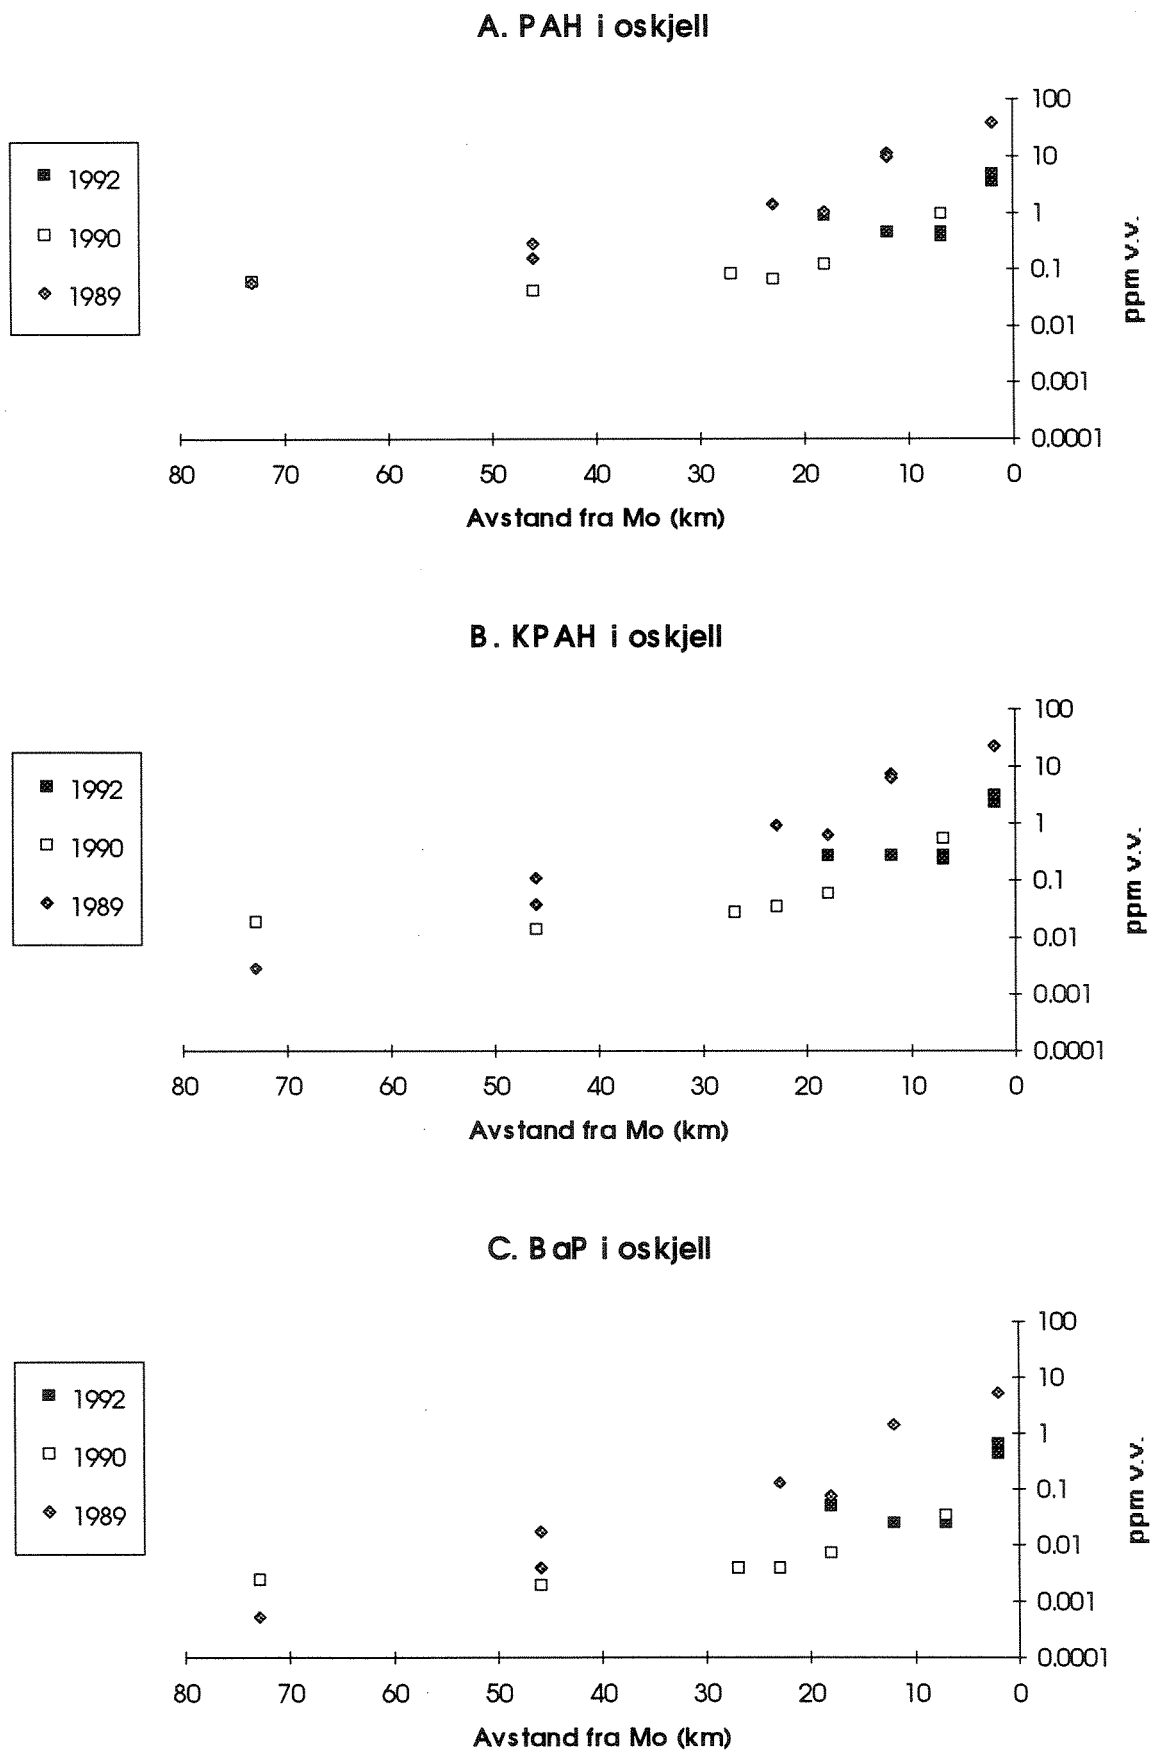 A. PAH i oskjell
1992
1990
1989
100
10
1
0.1
0.01
0.001
0.0001
ppm v.v.
80 70 60 50 40 30 20 10 0
Avstand fra Mo (km)
B. KPAH i oskjell
1992
1990
1989
100
10
1
0.1
0.01
0.001
0.0001
ppm v.v.
80 70 60 50 40 30 20 10 0
Avstand fra Mo (km)
C. BaP i oskjell
1992
1990
1989
100
10
1
0.1
0.01
0.001
0.0001
ppm v.v.
80 70 60 50 40 30 20 10 0
Avstand fra Mo (km)